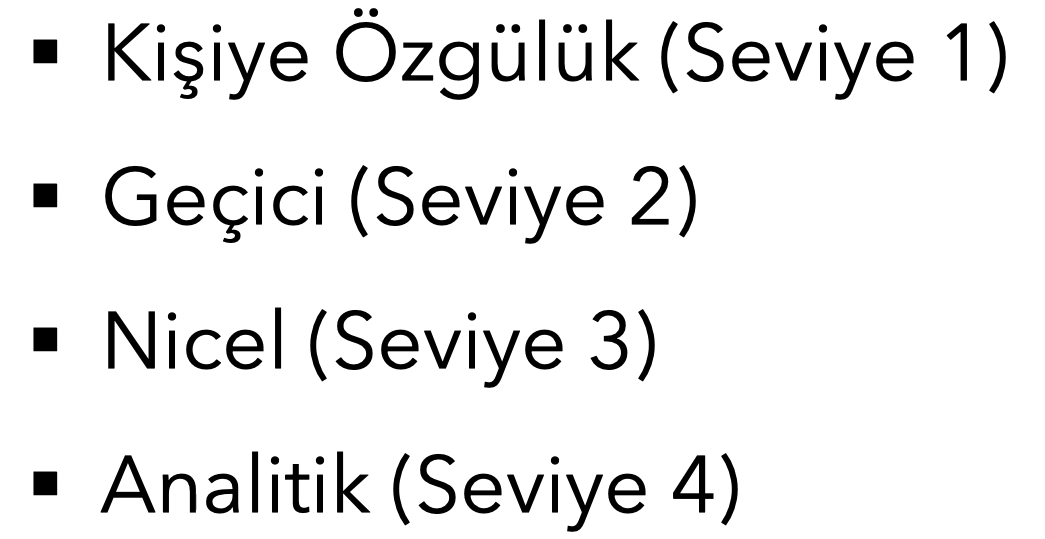 ▪ Kişiye Özgülük (Seviye 1)
▪ Geçici (Seviye 2)
▪ Nicel (Seviye 3)
▪ Analitik (Seviye 4)